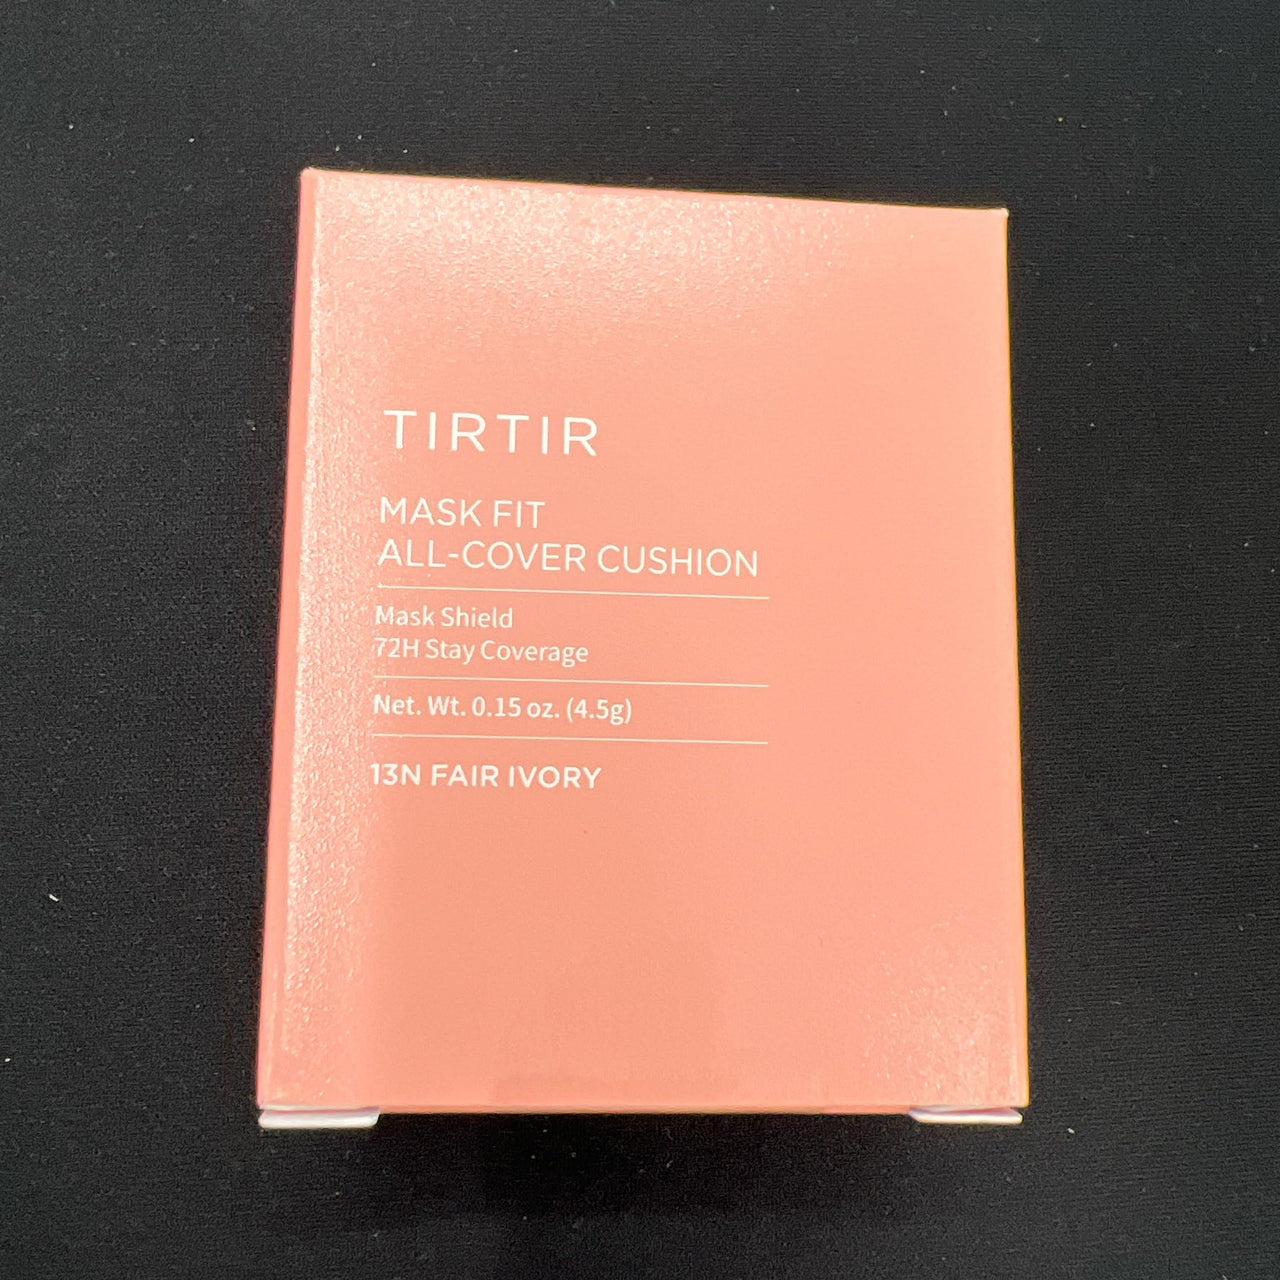 TIRTIR
MASK FIT
ALL-COVER CUSHION
Mask Shield
72H Stay Coverage
Net. Wt. 0.15 oz. (4.5g)
13N FAIR IVORY